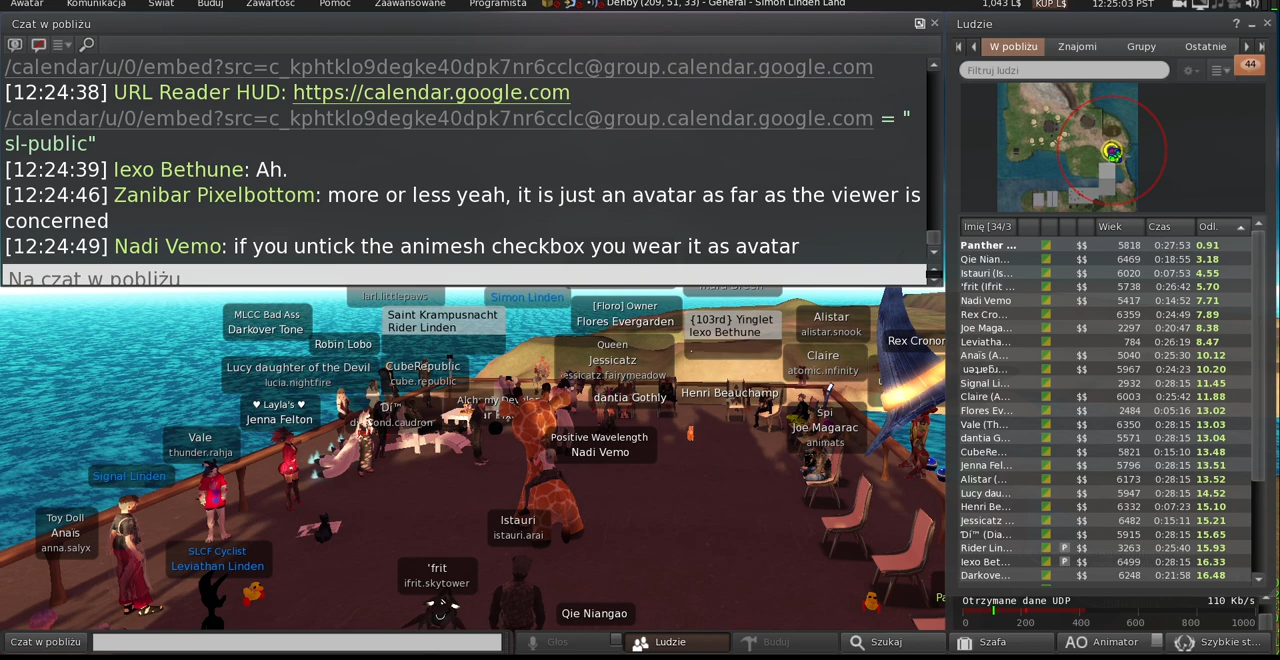 Awatar Komunikacja Świat Buduj Zawartość Pomoc Zaawansowane Programista Denby (209, 51, 33) - General - Simon Linden Land 1,043 L$ KUP L$ 12:25:03 PST
Czat w pobliżu
/calendar/u/0/embed?src=c_kphtklo9degke40dpk7nr6cclc@group.calendar.google.com
[12:24:38] URL Reader HUD: https://calendar.google.com
/calendar/u/0/embed?src=c_kphtklo9degke40dpk7nr6cclc@group.calendar.google.com = "
sl-public"
[12:24:39] Iexo Bethune: Ah.
[12:24:46] Zanibar Pixelbottom: more or less yeah, it is just an avatar as far as the viewer is
concerned
[12:24:49] Nadi Vemo: if you untick the animesh checkbox you wear it as avatar
Na czat w pobliżu
larl.littlepaws
Simon Linden
MLCC Bad Ass
Darkover Tone
Saint Krampusnacht
Rider Linden
[Floro] Owner
Flores Evergarden
{103rd} Yinglet
Iexo Bethune
.
Alistar
alistar.snook
Rex Cronon
Robin Lobo
Queen
Jessicatz
jessicatz.fairymeadow
Claire
atomic.infinity
Lucy daughter of the Devil
lucia.nightfire
CubeRepublic
cube.republic
♥ Layla's ♥
Jenna Felton
dantia Gothly
Henri Beauchamp
Spi
Joe Magarac
animats
Vale
thunder.rahja
Positive Wavelength
Nadi Vemo
Signal Linden
Toy Doll
Anaïs
anna.salyx
Istauri
istauri.arai
SLCF Cyclist
Leviathan Linden
'frit
ifrit.skytower
Qie Niangao
Czat w pobliżu
Głos
Ludzie
Buduj
Szukaj
Ludzie
? _ ×
W pobliżu Znajomi Grupy Ostatnie
Filtruj ludzi
44
Imię [34/3 Wiek Czas Odl.
Panther ... $$ 5818 0:27:53 0.91
Qie Nian... $$ 6469 0:18:55 3.18
Istauri (Is... $$ 6020 0:07:53 4.55
'frit (Ifrit ... $$ 5738 0:26:42 5.70
Nadi Vemo $$ 5417 0:14:52 7.71
Rex Cro... 6359 0:24:49 7.89
Joe Maga... $$ 2297 0:20:47 8.38
Leviatha... 784 0:26:19 8.47
Anaïs (A... $$ 5040 0:25:30 10.12
$$ 5967 0:24:23 10.20
Signal Li... 2932 0:28:15 11.45
Claire (A... $$ 6003 0:25:42 11.88
Flores Ev... 2484 0:05:16 13.02
Vale (Th... $$ 6350 0:28:15 13.03
dantia G... $$ 5571 0:28:15 13.04
CubeRe... $$ 5821 0:15:10 13.48
Jenna Fel... $$ 5796 0:28:15 13.51
Alistar (... $$ 6173 0:28:15 13.52
Lucy dau... $$ 5947 0:28:15 14.52
Henri Be... $$ 6332 0:07:23 15.10
Jessicatz ... $$ 6482 0:15:11 15.21
Ɗí™ (Dia... $$ 5915 0:28:15 15.65
Rider Lin... P $$ 3263 0:25:40 15.93
Iexo Bet... P $$ 6499 0:28:15 16.33
Darkove... $$ 6248 0:21:58 16.48
Otrzymane dane UDP 110 Kb/s
0 200 400 600 800 1000
Szafa
AO Animator
Szybkie st...